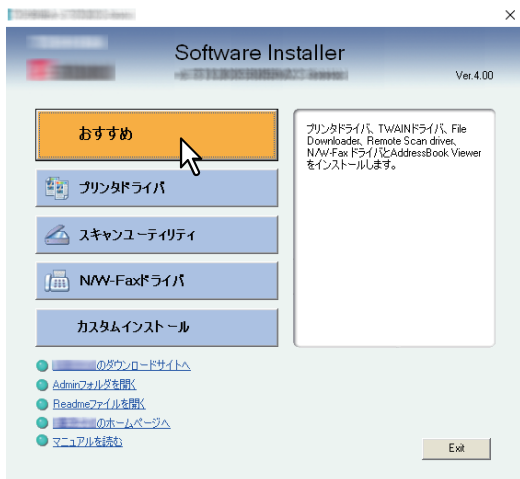 Software Installer
Ver.4.00
おすすめ
プリンタドライバ
スキャンユーティリティ
N/W-Faxドライバ
カスタムインストール
プリンタドライバ、TWAINドライバ、File
Downloader、Remote Scan driver、
N/W-FaxドライバとAddressBook Viewer
をインストールします。
のダウンロードサイトへ
Adminフォルダを開く
Readmeファイルを開く
のホームページへ
マニュアルを読む
Exit